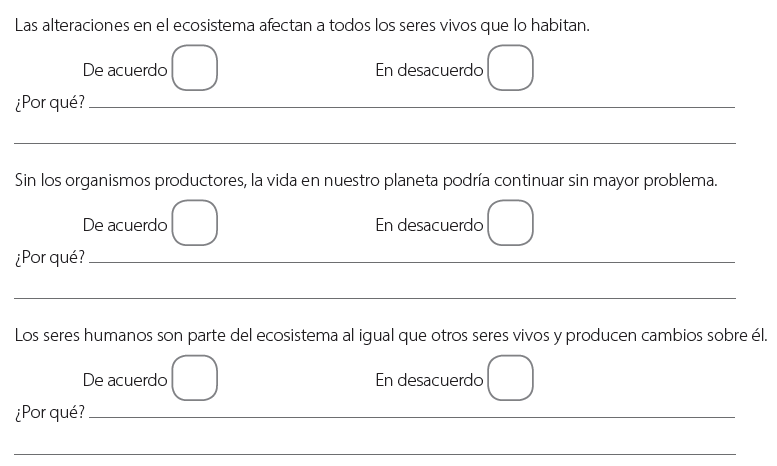 Las alteraciones en el ecosistema afectan a todos los seres vivos que lo habitan.
De acuerdo En desacuerdo
¿Por qué?
Sin los organismos productores, la vida en nuestro planeta podría continuar sin mayor problema.
De acuerdo En desacuerdo
¿Por qué?
Los seres humanos son parte del ecosistema al igual que otros seres vivos y producen cambios sobre él.
De acuerdo En desacuerdo
¿Por qué?